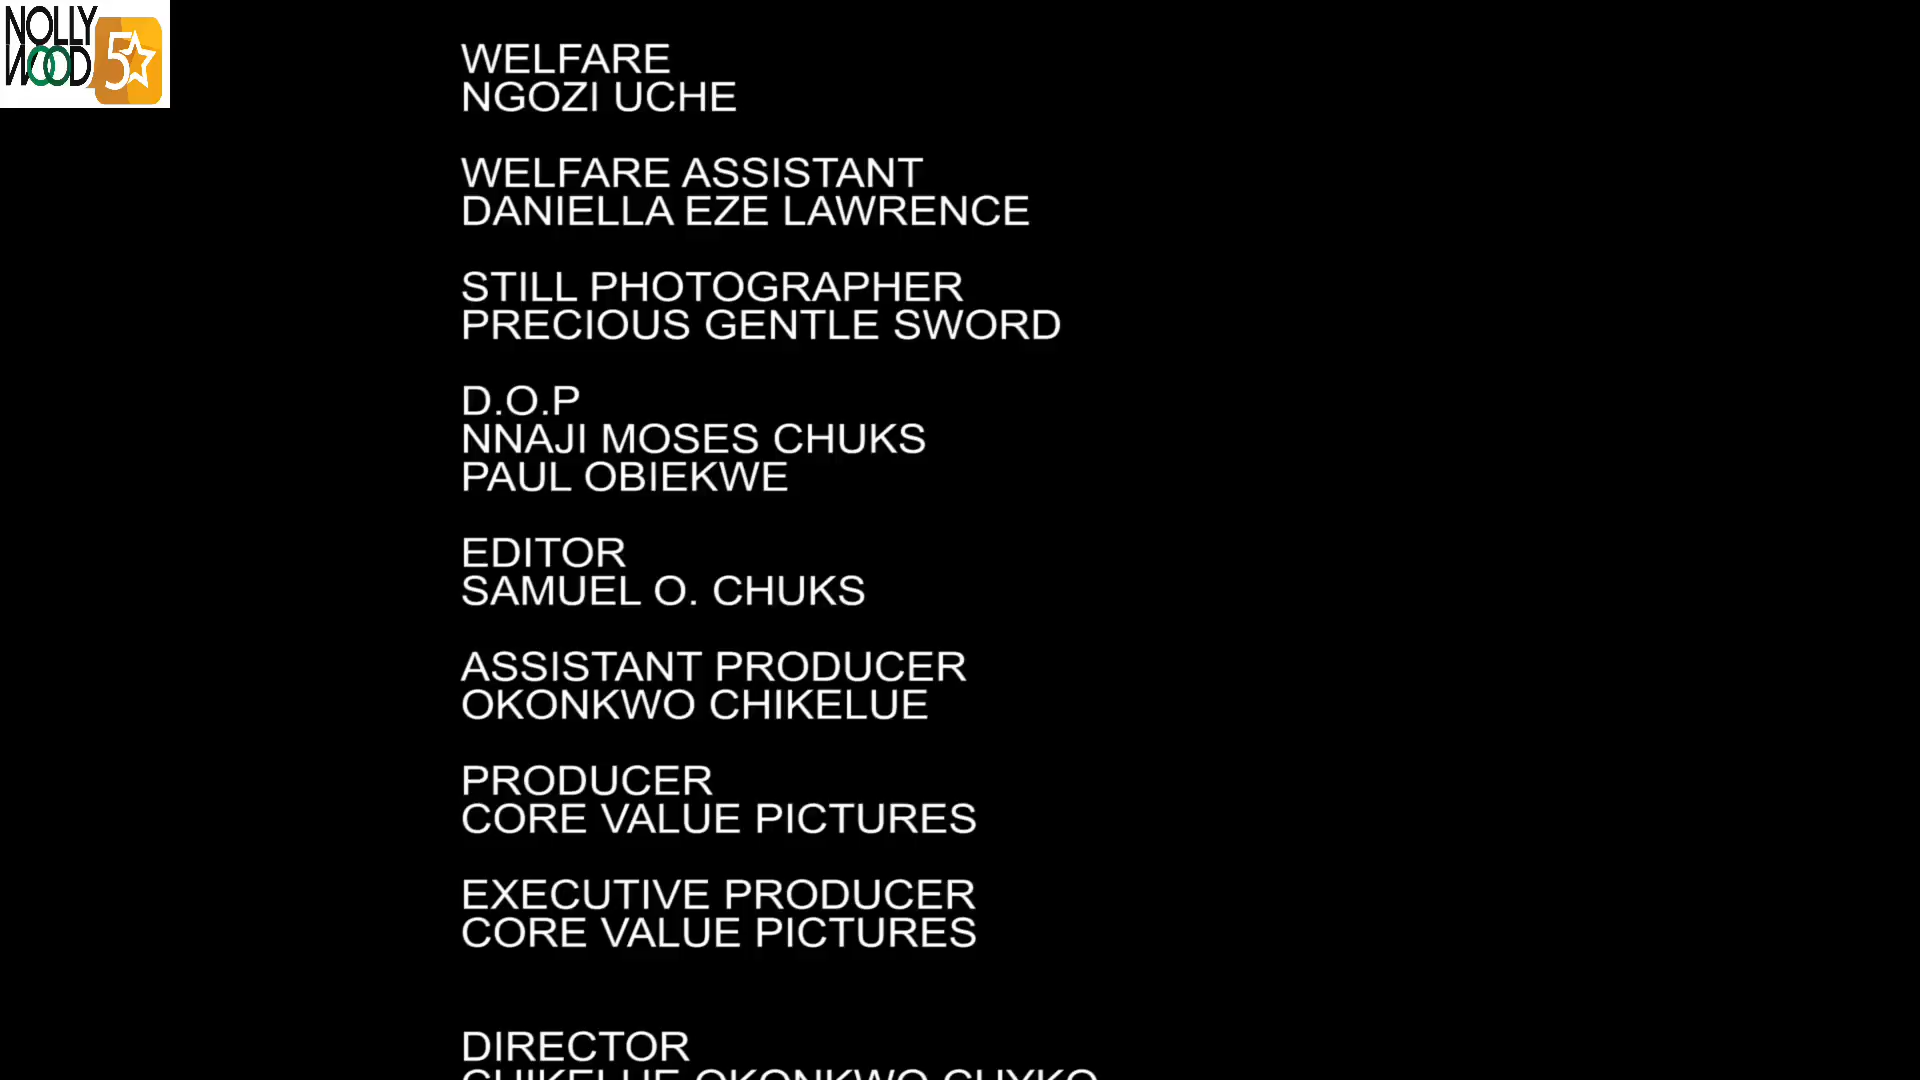 NOLLY
WOOD 5
WELFARE
NGOZI UCHE
WELFARE ASSISTANT
DANIELLA EZE LAWRENCE
STILL PHOTOGRAPHER
PRECIOUS GENTLE SWORD
D.O.P
NNAJI MOSES CHUKS
PAUL OBIEKWE
EDITOR
SAMUEL O. CHUKS
ASSISTANT PRODUCER
OKONKWO CHIKELUE
PRODUCER
CORE VALUE PICTURES
EXECUTIVE PRODUCER
CORE VALUE PICTURES
DIRECTOR
CHIKELUE OKONKWO